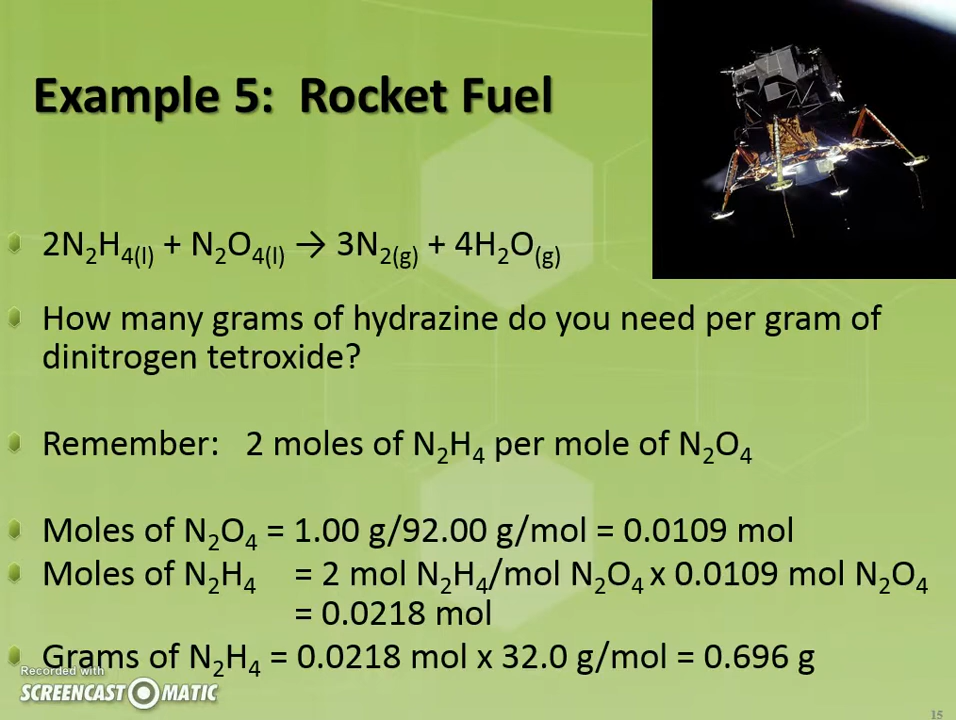 Example 5: Rocket Fuel
2N₂H₄₍ₗ₎ + N₂O₄₍ₗ₎ → 3N₂(g) + 4H₂O(g)
How many grams of hydrazine do you need per gram of
dinitrogen tetroxide?
Remember: 2 moles of N₂H₄ per mole of N₂O₄
Moles of N₂O₄ = 1.00 g/92.00 g/mol = 0.0109 mol
Moles of N₂H₄ = 2 mol N₂H₄/mol N₂O₄ x 0.0109 mol N₂O₄
= 0.0218 mol
Grams of N₂H₄ = 0.0218 mol x 32.0 g/mol = 0.696 g
Recorded with
SCREENCAST-O-MATIC
15